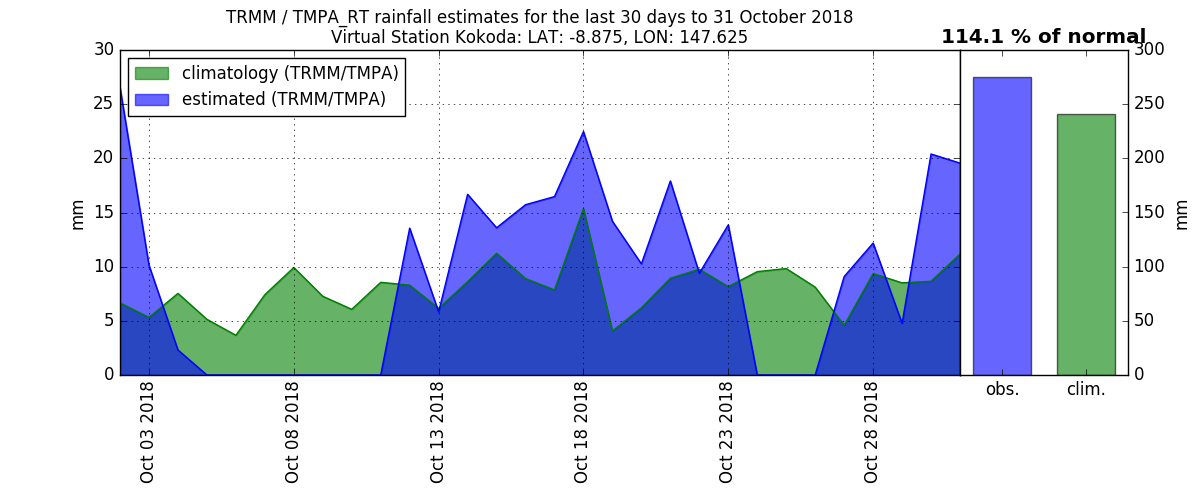 TRMM / TMPA_RT rainfall estimates for the last 30 days to 31 October 2018
Virtual Station Kokoda: LAT: -8.875, LON: 147.625
114.1 % of normal
climatology (TRMM/TMPA)
estimated (TRMM/TMPA)
30
25
20
15
10
5
0
mm
300
250
200
150
100
50
0
mm
Oct 03 2018
Oct 08 2018
Oct 13 2018
Oct 18 2018
Oct 23 2018
Oct 28 2018
obs.
clim.